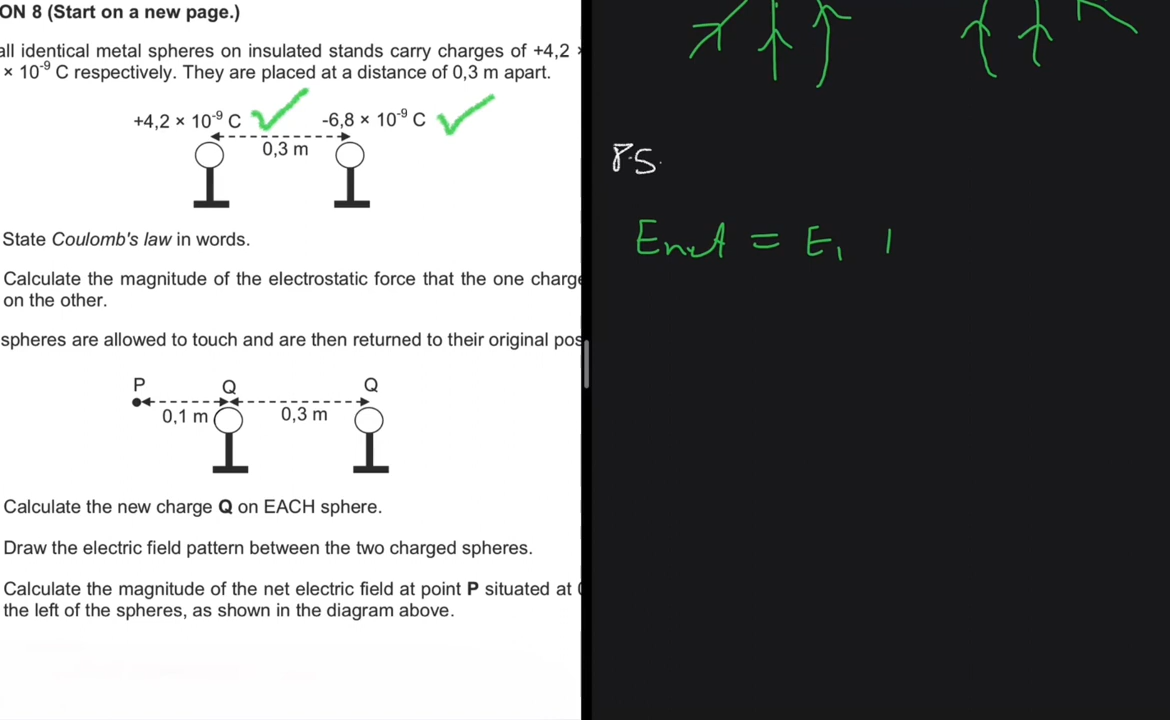 ON 8 (Start on a new page.)
all identical metal spheres on insulated stands carry charges of +4,2 ×
× 10⁻⁹ C respectively. They are placed at a distance of 0,3 m apart.
+4,2 × 10⁻⁹ C -6,8 × 10⁻⁹ C
0,3 m
State Coulomb's law in words.
Calculate the magnitude of the electrostatic force that the one charge
on the other.
spheres are allowed to touch and are then returned to their original pos
P Q Q
0,1 m 0,3 m
Calculate the new charge Q on EACH sphere.
Draw the electric field pattern between the two charged spheres.
Calculate the magnitude of the net electric field at point P situated at
the left of the spheres, as shown in the diagram above.
8.5.
Enet = E₁